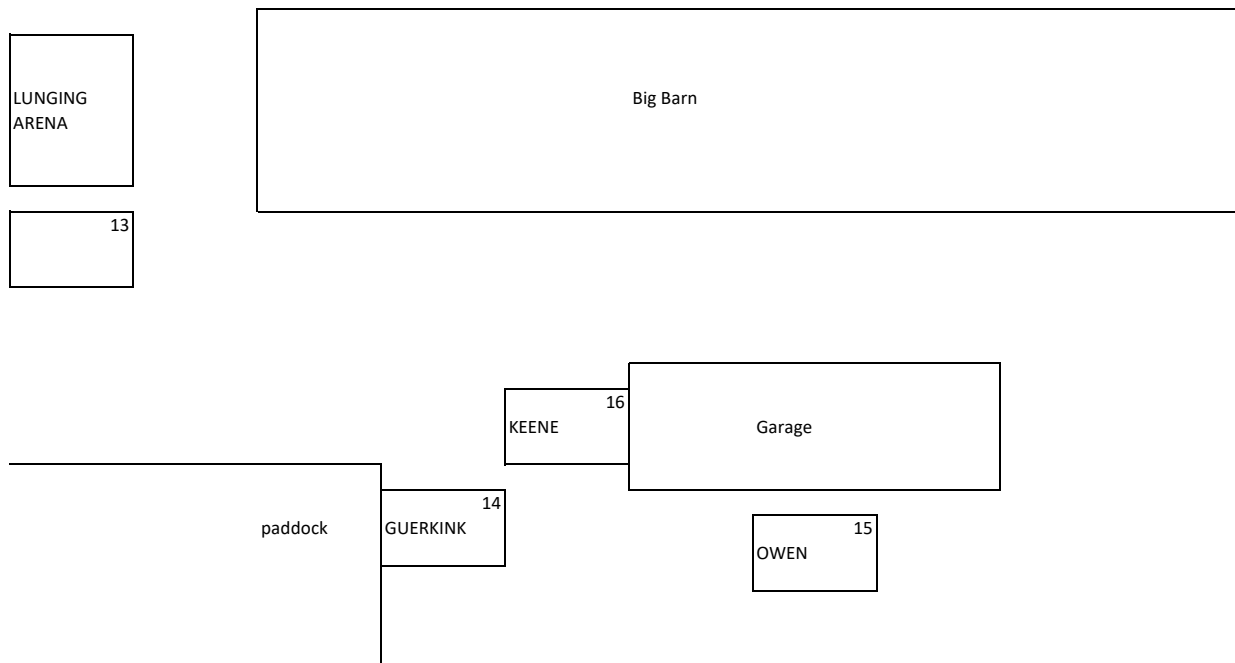 LUNGING
ARENA
Big Barn
13
16
KEENE
Garage
14
paddock
GUERKINK
15
OWEN